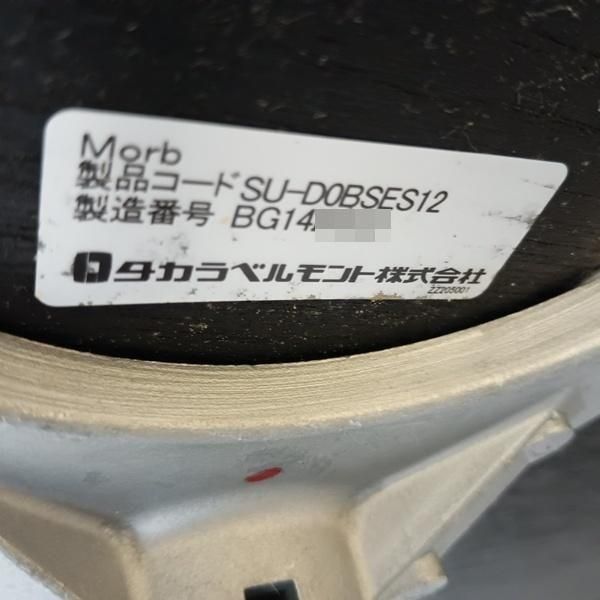 Morb
製品コード SU-D0BSES12
製造番号 BG14
タカラベルモント株式会社
ZZ205001